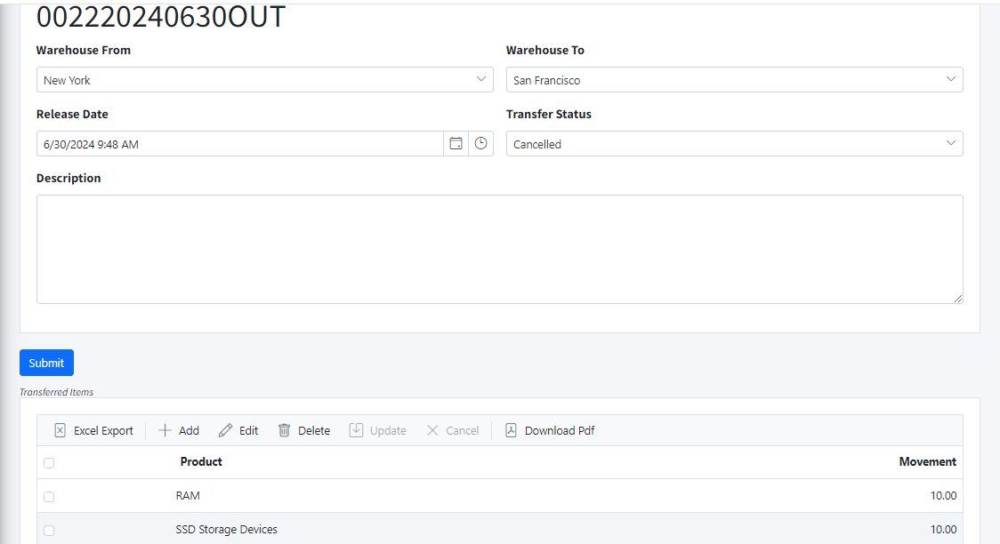 002220240630OUT
Warehouse From
Warehouse To
New York
San Francisco
Release Date
Transfer Status
6/30/2024 9:48 AM
Cancelled
Description
Submit
Transferred Items
Excel Export Add Edit Delete Update Cancel Download Pdf
Product Movement
RAM 10.00
SSD Storage Devices 10.00